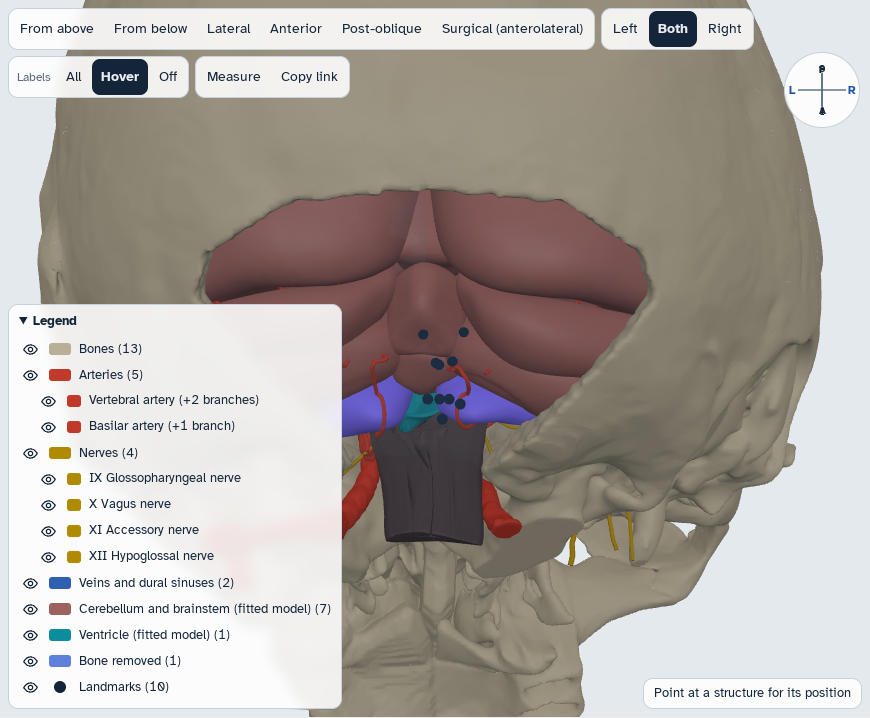 From above From below Lateral Anterior Post-oblique Surgical (anterolateral) Left Both Right
Labels All Hover Off Measure Copy link
P
L R
A
Legend
Bones (13)
Arteries (5)
Vertebral artery (+2 branches)
Basilar artery (+1 branch)
Nerves (4)
IX Glossopharyngeal nerve
X Vagus nerve
XI Accessory nerve
XII Hypoglossal nerve
Veins and dural sinuses (2)
Cerebellum and brainstem (fitted model) (7)
Ventricle (fitted model) (1)
Bone removed (1)
Landmarks (10)
Point at a structure for its position